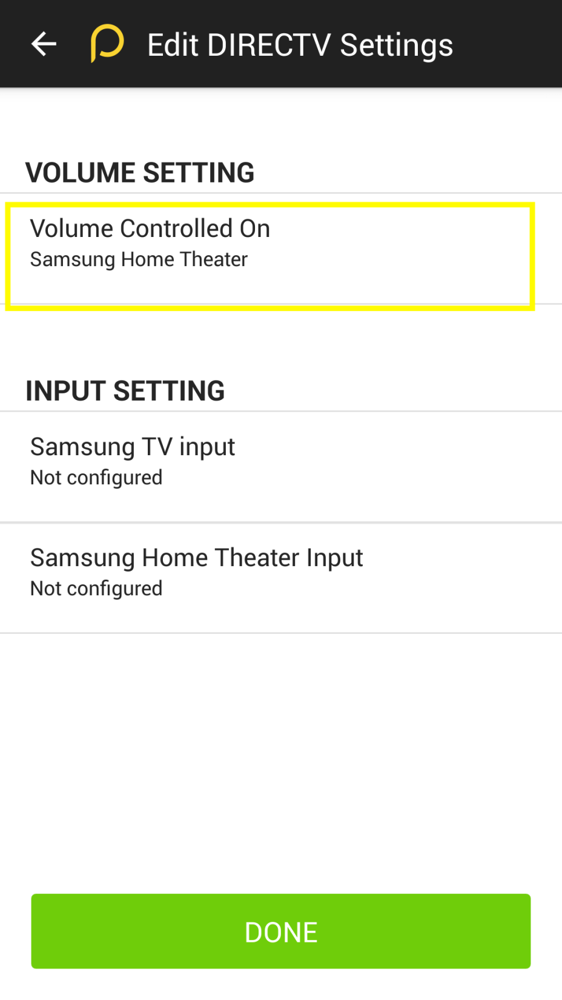 Edit DIRECTV Settings
VOLUME SETTING
Volume Controlled On
Samsung Home Theater
INPUT SETTING
Samsung TV input
Not configured
Samsung Home Theater Input
Not configured
DONE